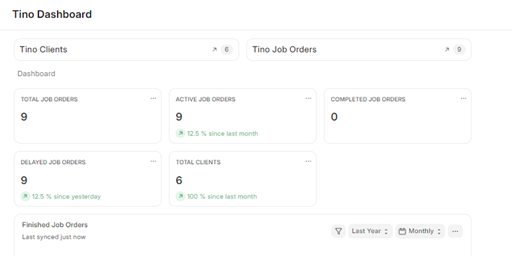 Tino Dashboard
Tino Clients 6
Tino Job Orders 9
Dashboard
TOTAL JOB ORDERS
9
ACTIVE JOB ORDERS
9
12.5 % since last month
COMPLETED JOB ORDERS
0
DELAYED JOB ORDERS
9
12.5 % since yesterday
TOTAL CLIENTS
6
100 % since last month
Finished Job Orders
Last synced just now
Last Year
Monthly